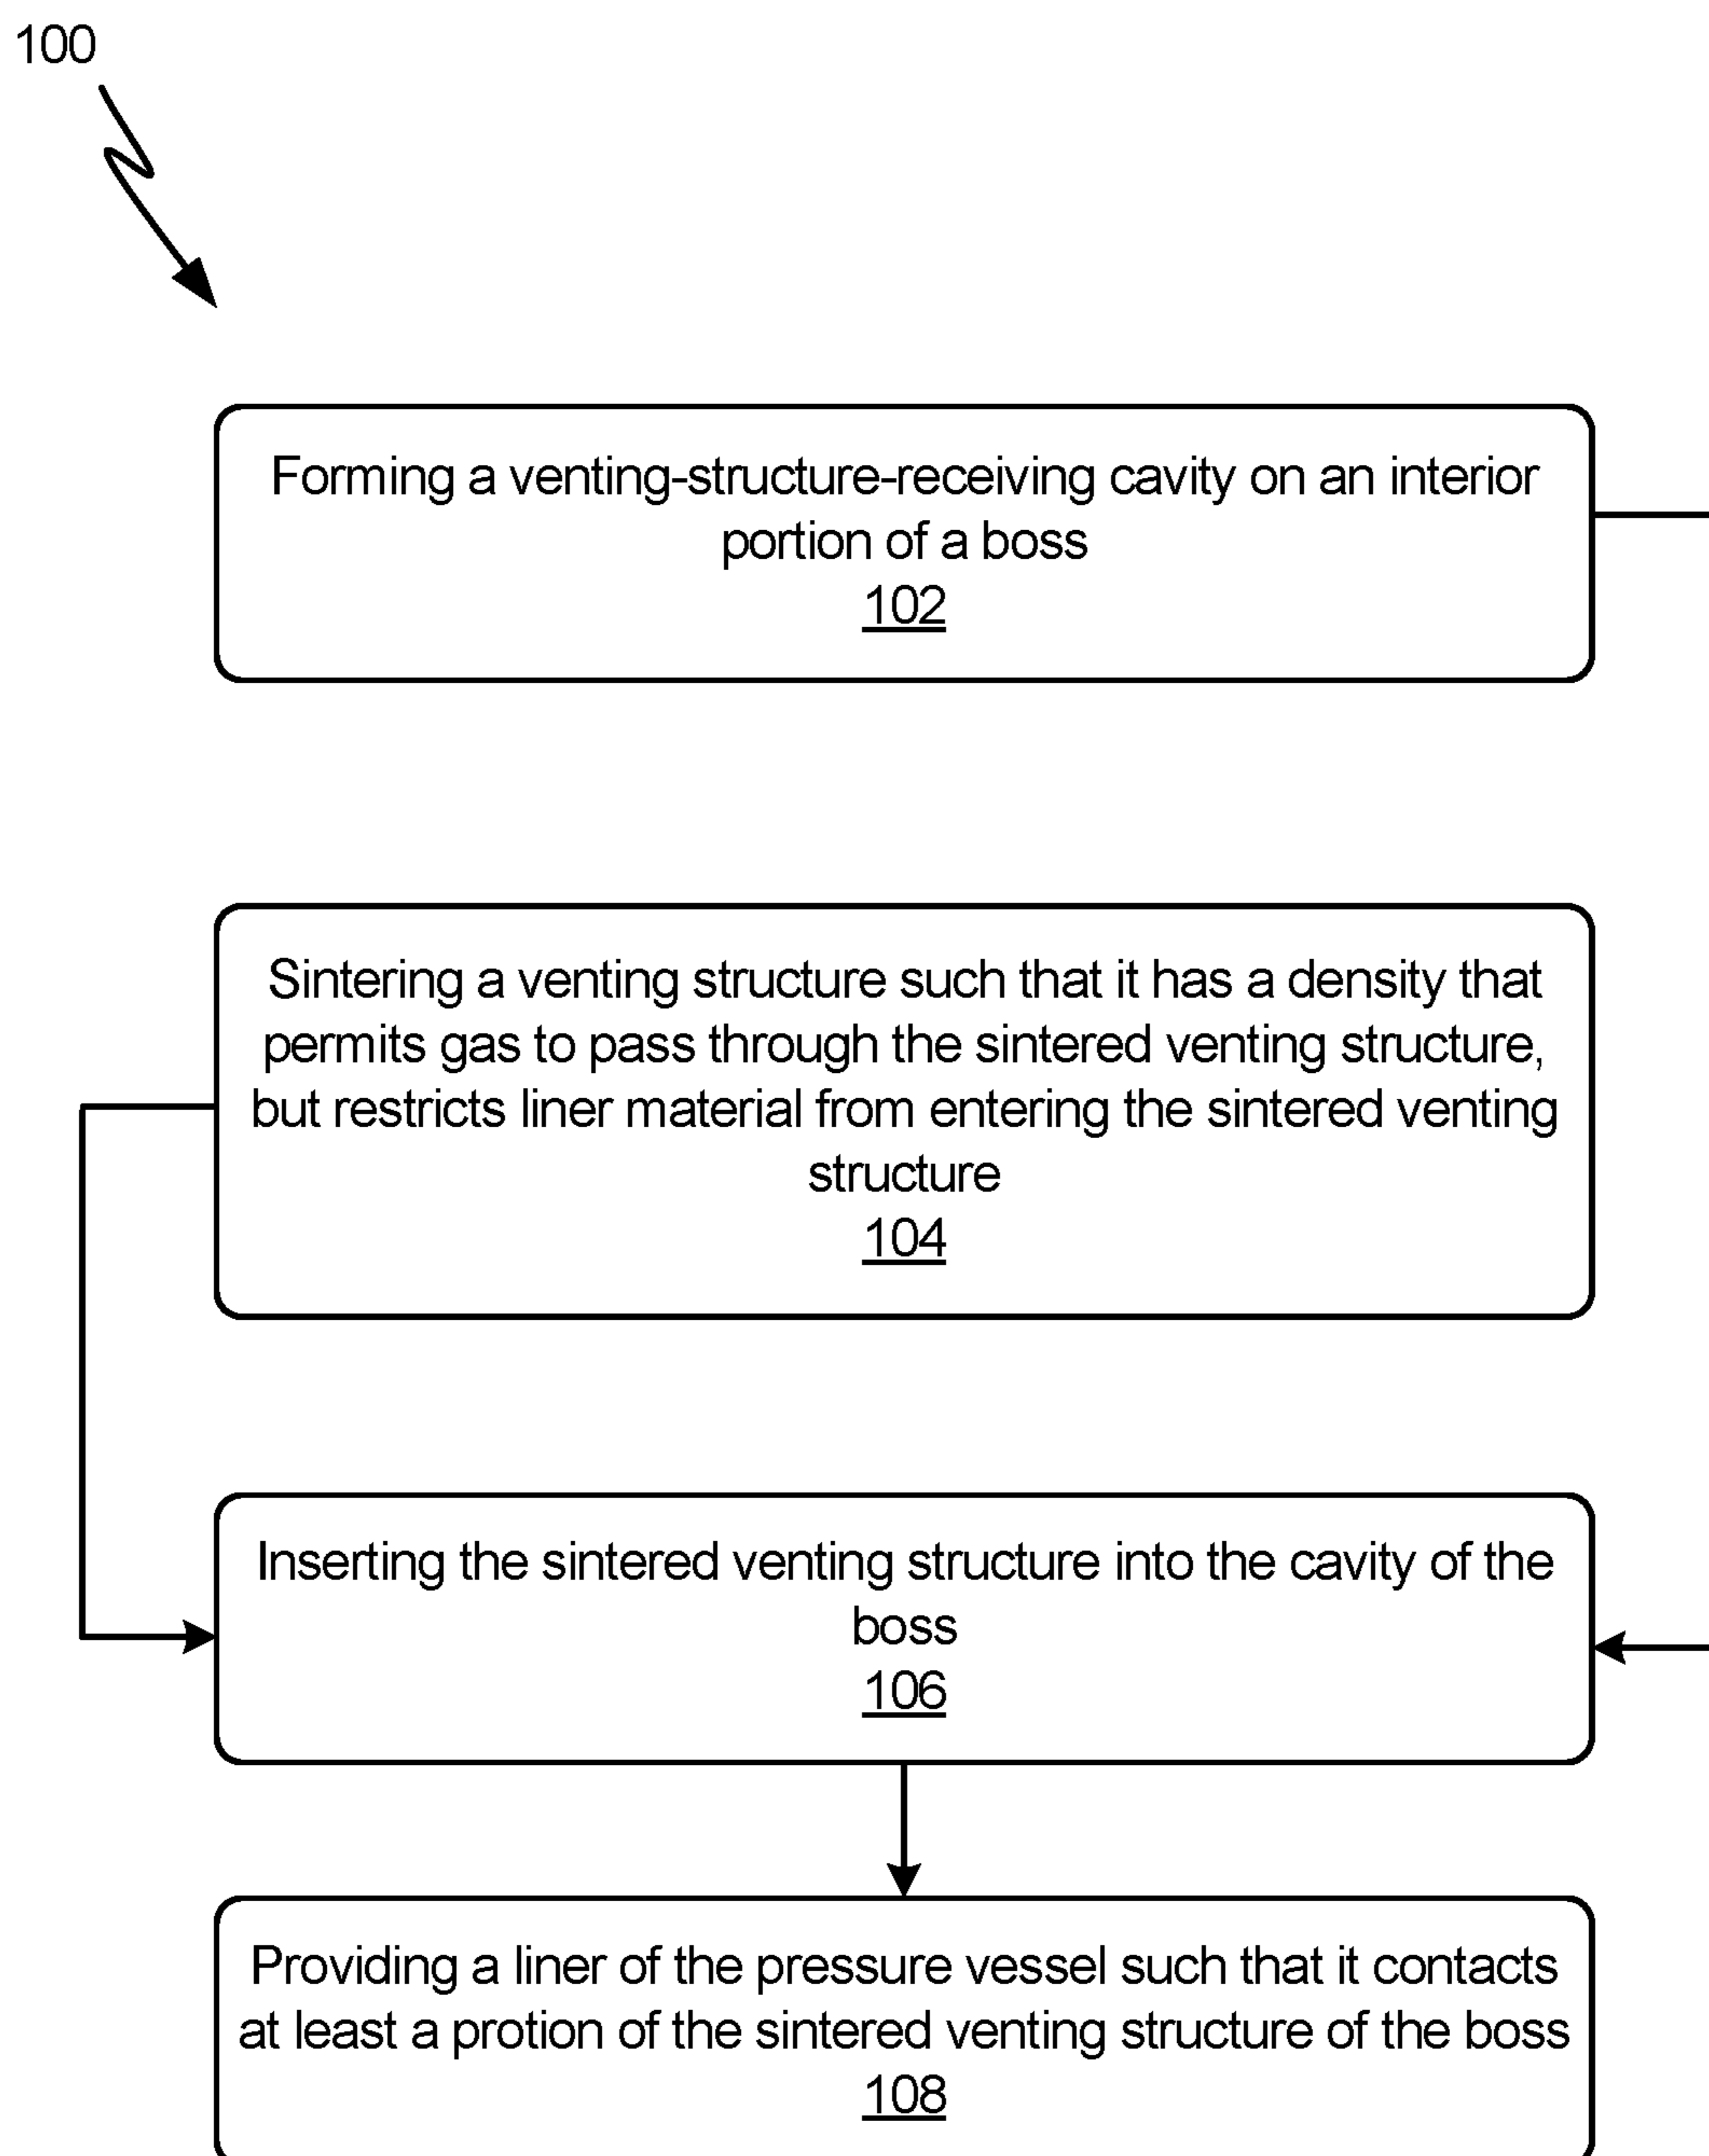 100
Forming a venting-structure-receiving cavity on an interior
portion of a boss
102
Sintering a venting structure such that it has a density that
permits gas to pass through the sintered venting structure,
but restricts liner material from entering the sintered venting
structure
104
Inserting the sintered venting structure into the cavity of the
boss
106
Providing a liner of the pressure vessel such that it contacts
at least a protion of the sintered venting structure of the boss
108